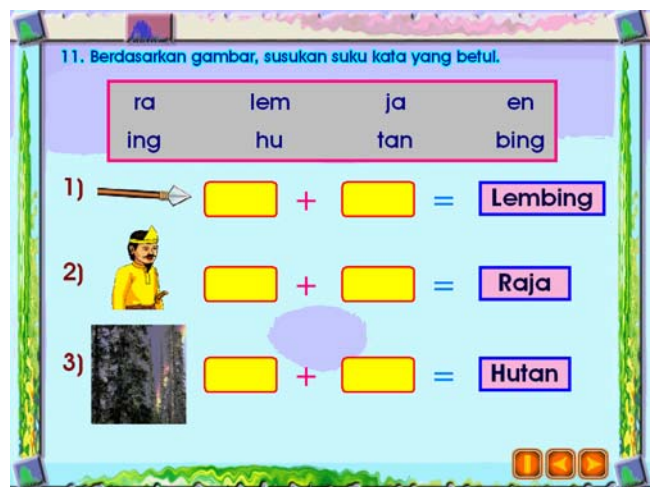 11. Berdasarkan gambar, susukan suku kata yang betul.
ra lem ja en
ing hu tan bing
1) + = Lembing
2) + = Raja
3) + = Hutan